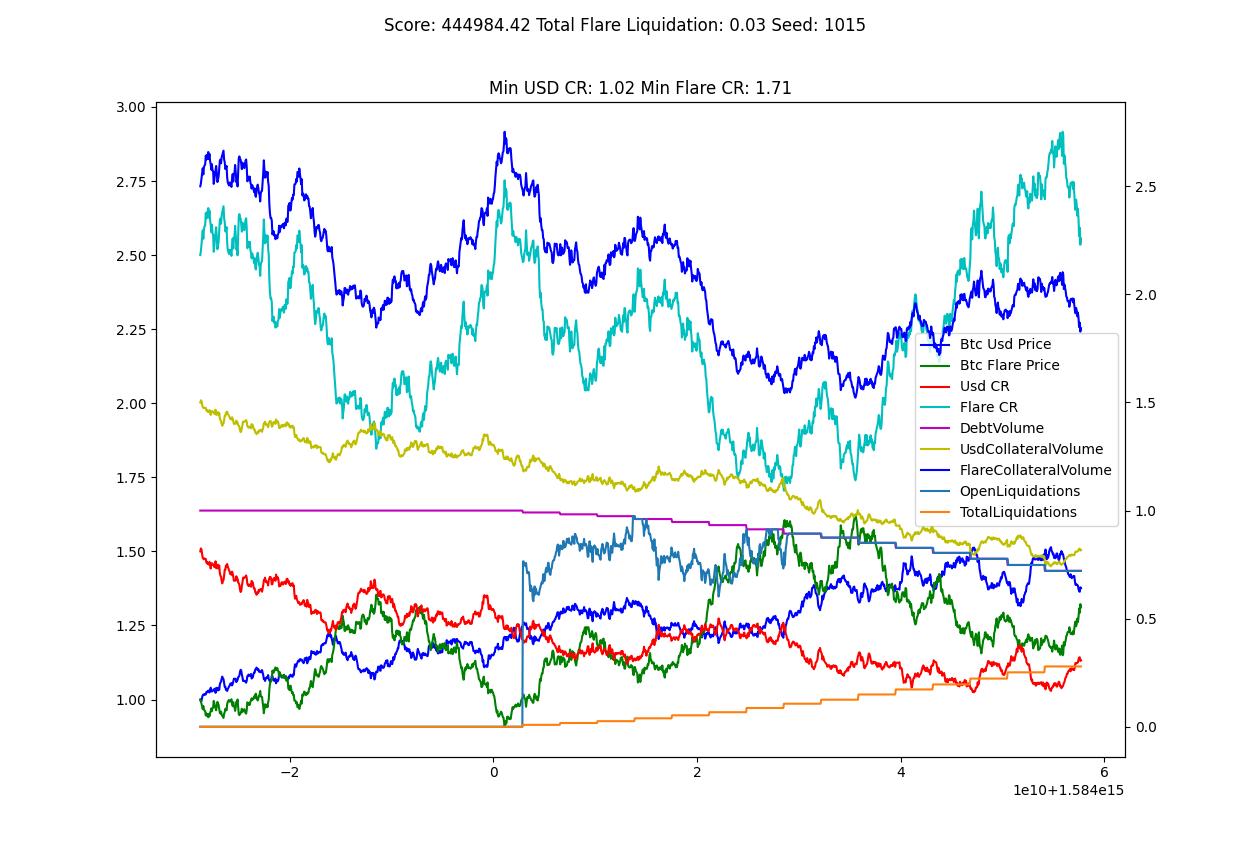 Score: 444984.42 Total Flare Liquidation: 0.03 Seed: 1015
Min USD CR: 1.02 Min Flare CR: 1.71
3.00
2.75
2.50
2.25
2.00
1.75
1.50
1.25
1.00
2.5
2.0
1.5
1.0
0.5
0.0
Btc Usd Price
Btc Flare Price
Usd CR
Flare CR
DebtVolume
UsdCollateralVolume
FlareCollateralVolume
OpenLiquidations
TotalLiquidations
−2 0 2 4 6
1e10+1.584e15